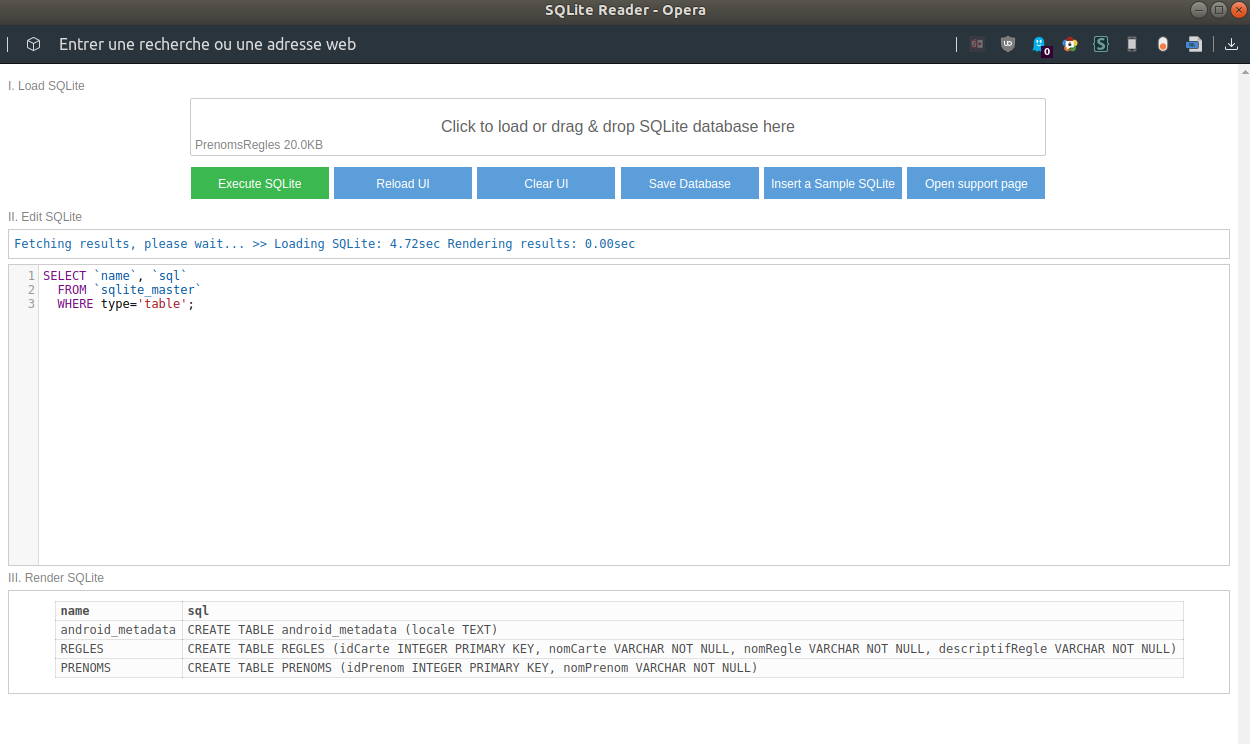 SQLite Reader - Opera
Entrer une recherche ou une adresse web
0
I. Load SQLite
Click to load or drag & drop SQLite database here
PrenomsRegles 20.0KB
Execute SQLite Reload UI Clear UI Save Database Insert a Sample SQLite Open support page
II. Edit SQLite
Fetching results, please wait... >> Loading SQLite: 4.72sec Rendering results: 0.00sec
1 SELECT `name`, `sql`
2 FROM `sqlite_master`
3 WHERE type='table';
III. Render SQLite
name sql
android_metadata CREATE TABLE android_metadata (locale TEXT)
REGLES CREATE TABLE REGLES (idCarte INTEGER PRIMARY KEY, nomCarte VARCHAR NOT NULL, nomRegle VARCHAR NOT NULL, descriptifRegle VARCHAR NOT NULL)
PRENOMS CREATE TABLE PRENOMS (idPrenom INTEGER PRIMARY KEY, nomPrenom VARCHAR NOT NULL)